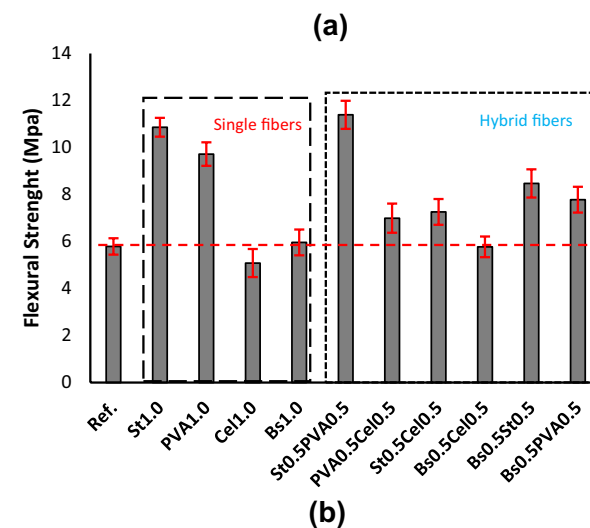 (a)
Flexural Strenght (Mpa)
14
12
10
8
6
4
2
0
Single fibers
Hybrid fibers
Ref.
St1.0
PVA1.0
Cel1.0
Bs1.0
St0.5PVA0.5
PVA0.5Cel0.5
St0.5Cel0.5
Bs0.5Cel0.5
Bs0.5St0.5
Bs0.5PVA0.5
(b)